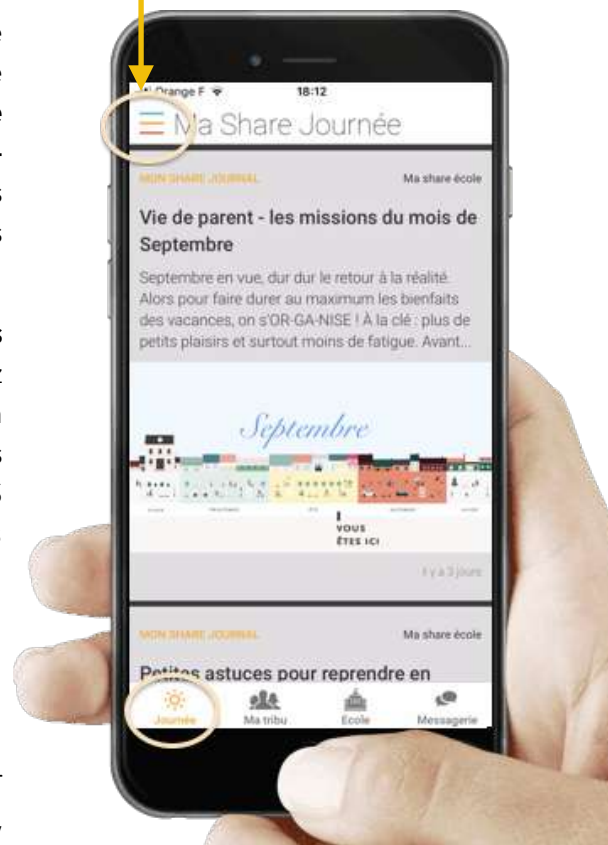 Orange F 18:12
Ma Share Journée
MON SHARE JOURNAL Ma share école
Vie de parent - les missions du mois de
Septembre
Septembre en vue, dur dur le retour à la réalité.
Alors pour faire durer au maximum les bienfaits
des vacances, on s'OR-GA-NISE ! À la clé : plus de
petits plaisirs et surtout moins de fatigue. Avant...
Septembre
VOUS
ÊTES ICI
il y a 3 jours
MON SHARE JOURNAL Ma share école
Petites astuces pour reprendre en
Journée Ma tribu Ecole Messagerie